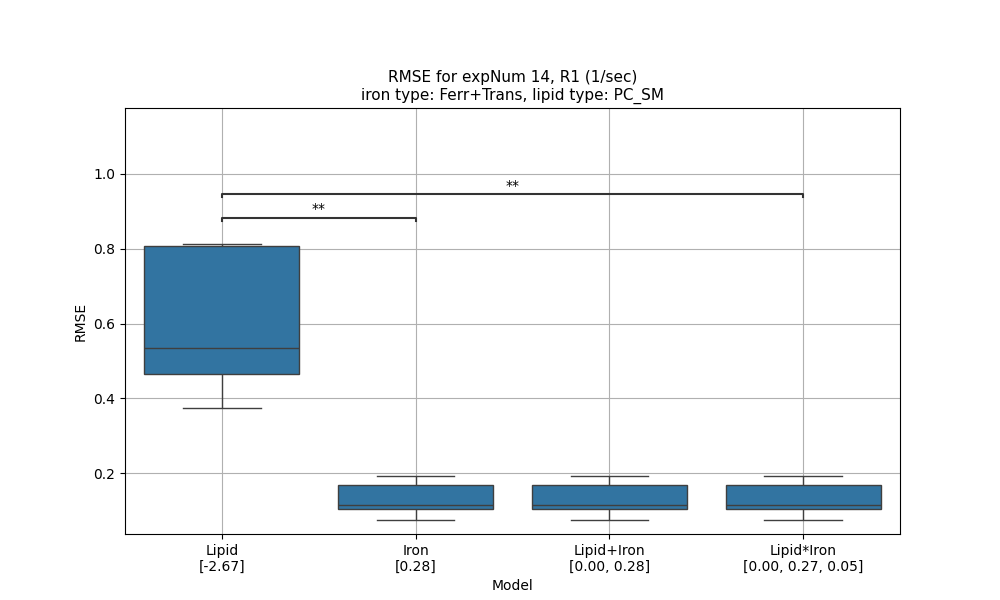 RMSE for expNum 14, R1 (1/sec)
iron type: Ferr+Trans, lipid type: PC_SM
**
**
RMSE
1.0
0.8
0.6
0.4
0.2
Lipid
[-2.67]
Iron
[0.28]
Lipid+Iron
[0.00, 0.28]
Lipid*Iron
[0.00, 0.27, 0.05]
Model